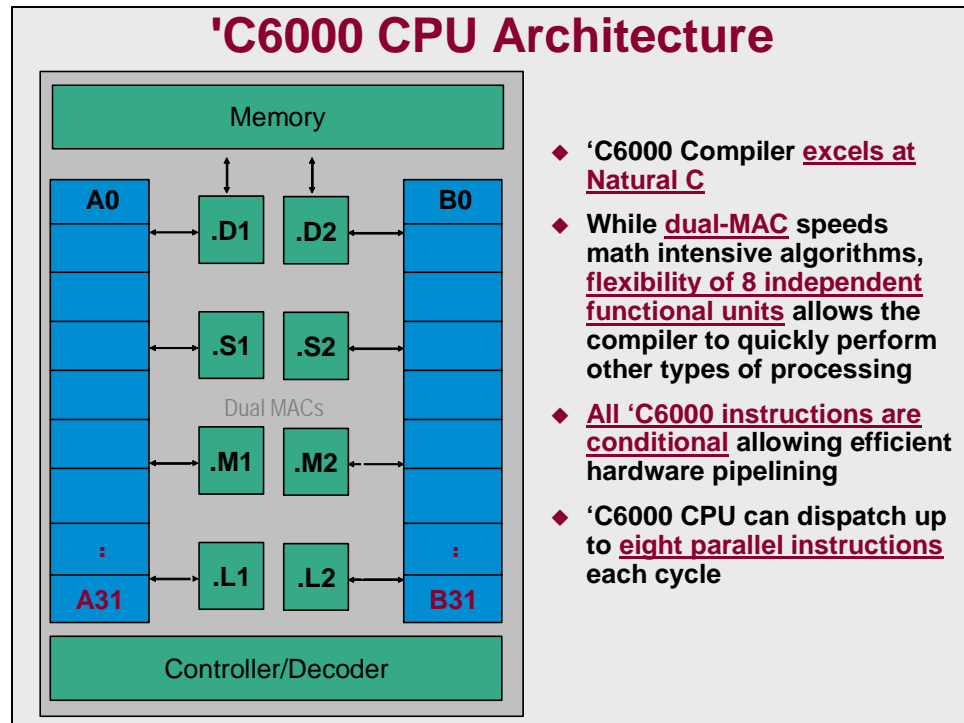 'C6000 CPU Architecture
Memory
A0
B0
.D1
.D2
.S1
.S2
Dual MACs
.M1
.M2
:
:
.L1
.L2
A31
B31
Controller/Decoder
◆ ‘C6000 Compiler excels at
Natural C
◆ While dual-MAC speeds
math intensive algorithms,
flexibility of 8 independent
functional units allows the
compiler to quickly perform
other types of processing
◆ All ‘C6000 instructions are
conditional allowing efficient
hardware pipelining
◆ ‘C6000 CPU can dispatch up
to eight parallel instructions
each cycle